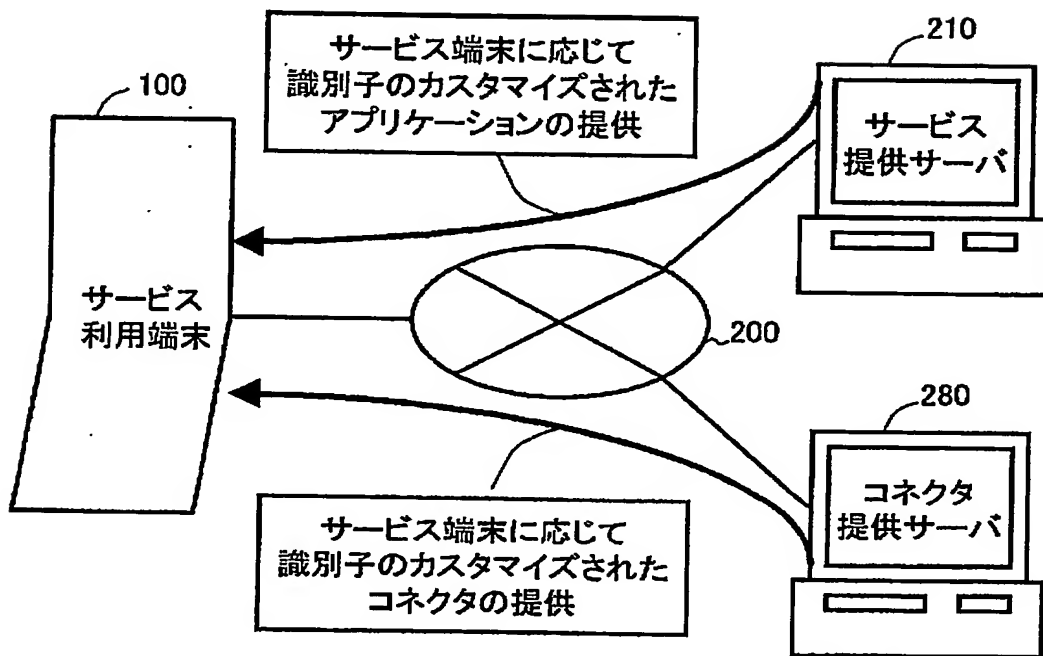 サービス端末に応じて
識別子のカスタマイズされた
アプリケーションの提供
210
100
サービス
提供サーバ
サービス
利用端末
200
280
コネクタ
提供サーバ
サービス端末に応じて
識別子のカスタマイズされた
コネクタの提供